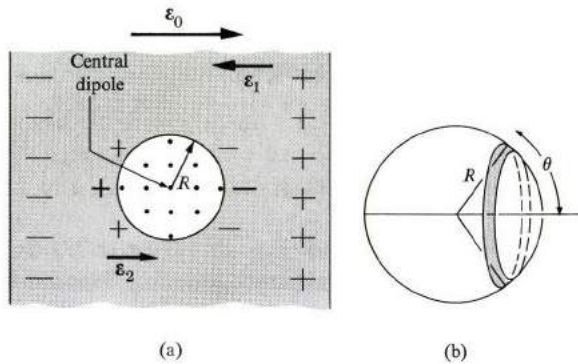 ε₀
Central
dipole
ε₁
R
ε₂
R
θ
(a)
(b)